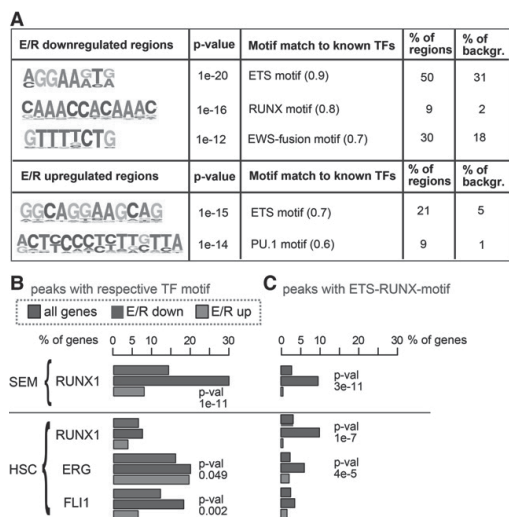 A
E/R downregulated regions p-value Motif match to known TFs % of regions % of backgr.
AGGAAGTG 1e-20 ETS motif (0.9) 50 31
CAAACCACAAAC 1e-16 RUNX motif (0.8) 9 2
GTTTTCTG 1e-12 EWS-fusion motif (0.7) 30 18
E/R upregulated regions p-value Motif match to known TFs % of regions % of backgr.
GGCAGGAAGCAG 1e-15 ETS motif (0.7) 21 5
ACTTCCCCTCTTGTTA 1e-14 PU.1 motif (0.6) 9 1
B peaks with respective TF motif C peaks with ETS-RUNX-motif
all genes E/R down E/R up
% of genes 0 5 10 15 20 30 % of genes 0 5 10 15 20 30
SEM RUNX1 p-val 1e-11 p-val 3e-11
HSC RUNX1 p-val 1e-7
ERG p-val 0.049 p-val 4e-5
FLI1 p-val 0.002